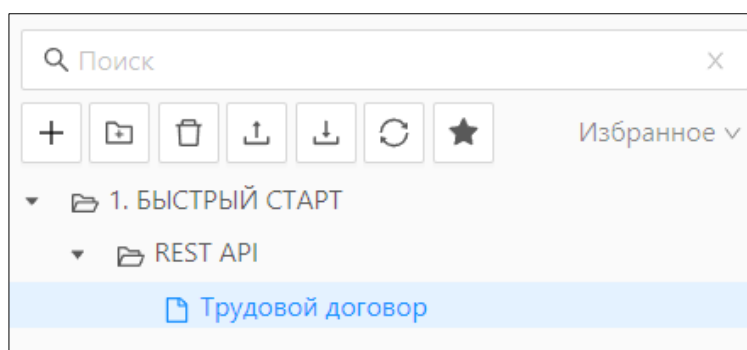 Поиск
Избранное
1. БЫСТРЫЙ СТАРТ
REST API
Трудовой договор